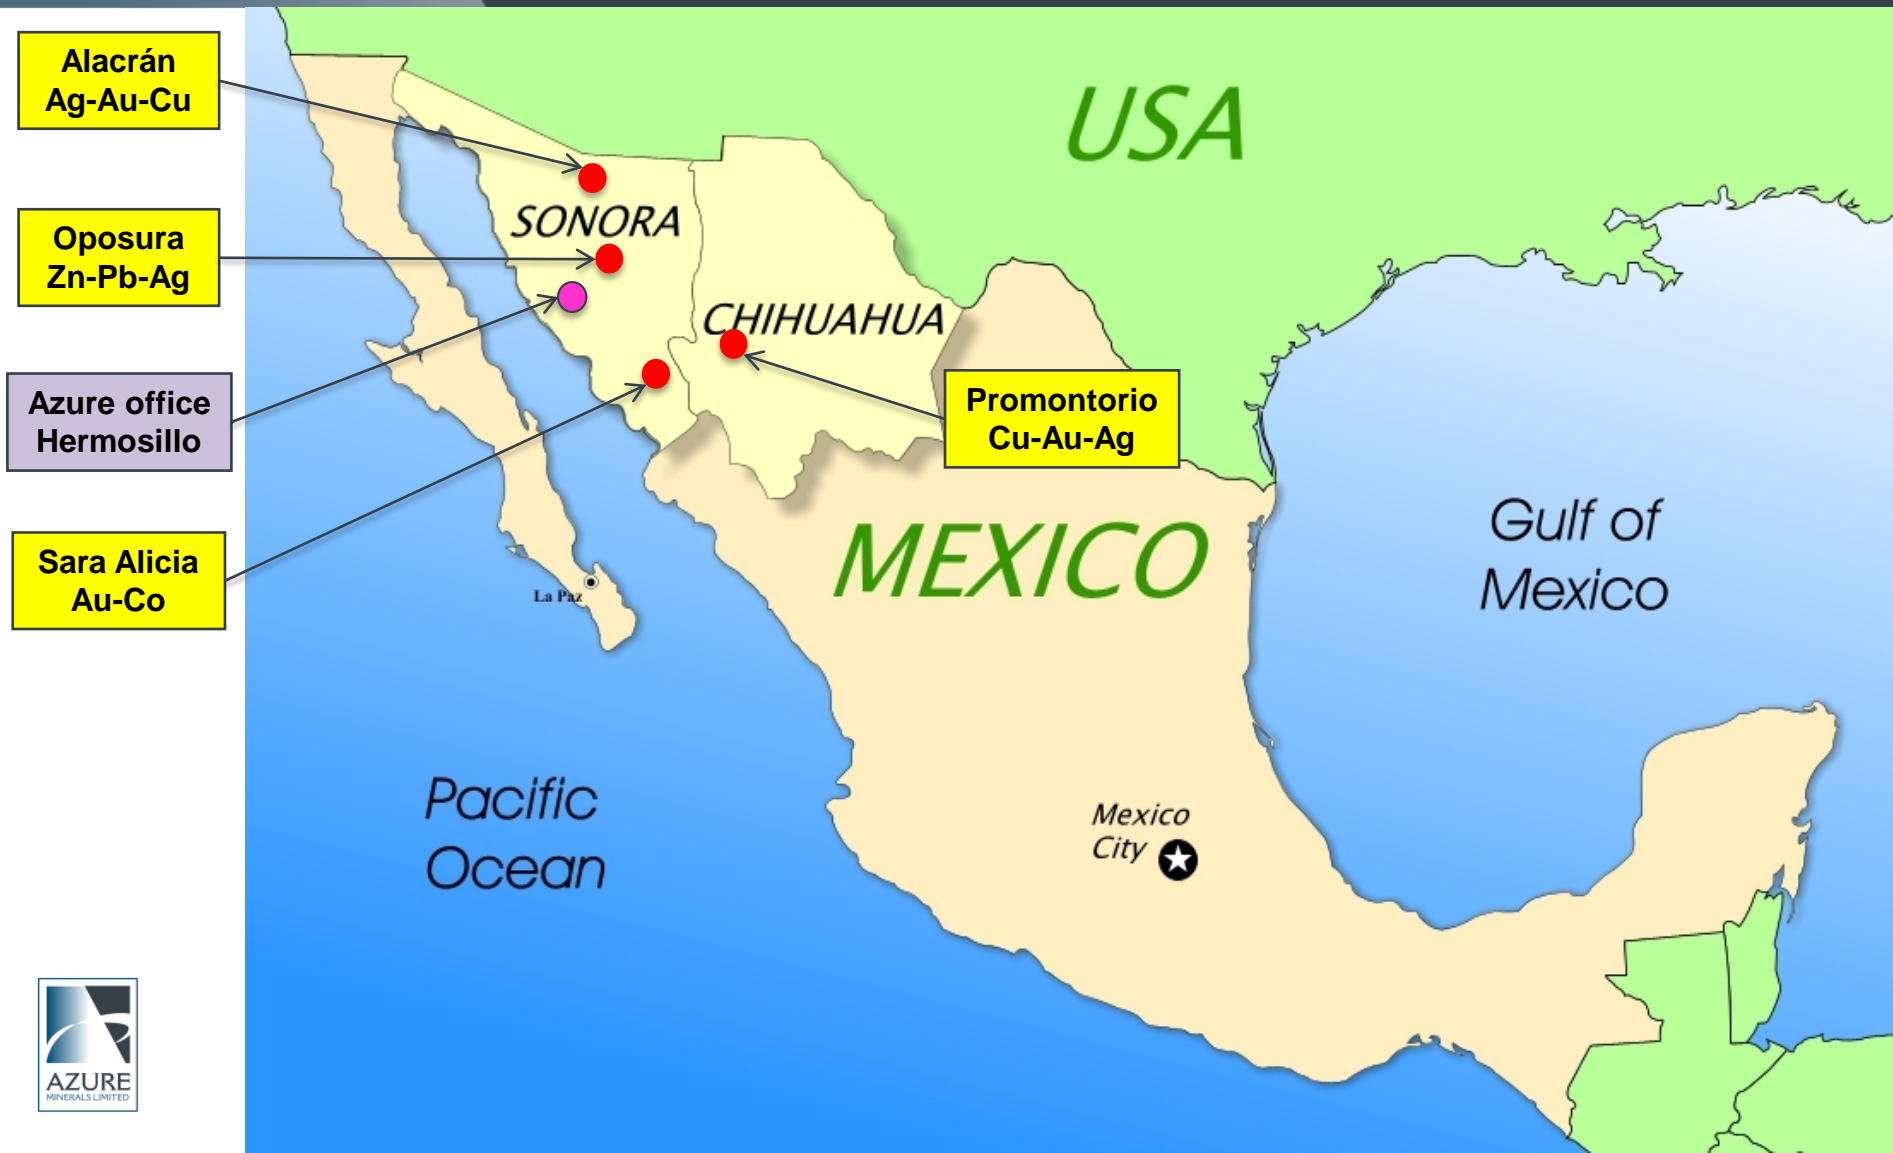 Alacrán
Ag-Au-Cu
USA
SONORA
Oposura
Zn-Pb-Ag
CHIHUAHUA
Azure office
Hermosillo
Promontorio
Cu-Au-Ag
MEXICO
Gulf of
Mexico
Sara Alicia
Au-Co
La Paz
Pacific
Ocean
Mexico
City
AZURE
MINERALS LIMITED